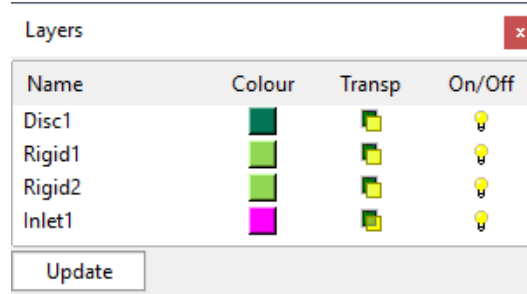 Layers x
Name Colour Transp On/Off
Disc1
Rigid1
Rigid2
Inlet1
Update